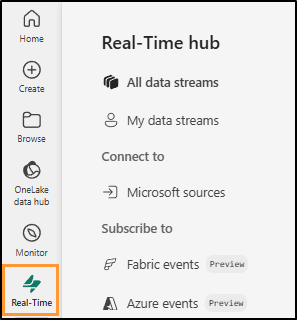 Home
Create
Browse
OneLake
data hub
Monitor
Real-Time
Real-Time hub
All data streams
My data streams
Connect to
Microsoft sources
Subscribe to
Fabric events Preview
Azure events Preview